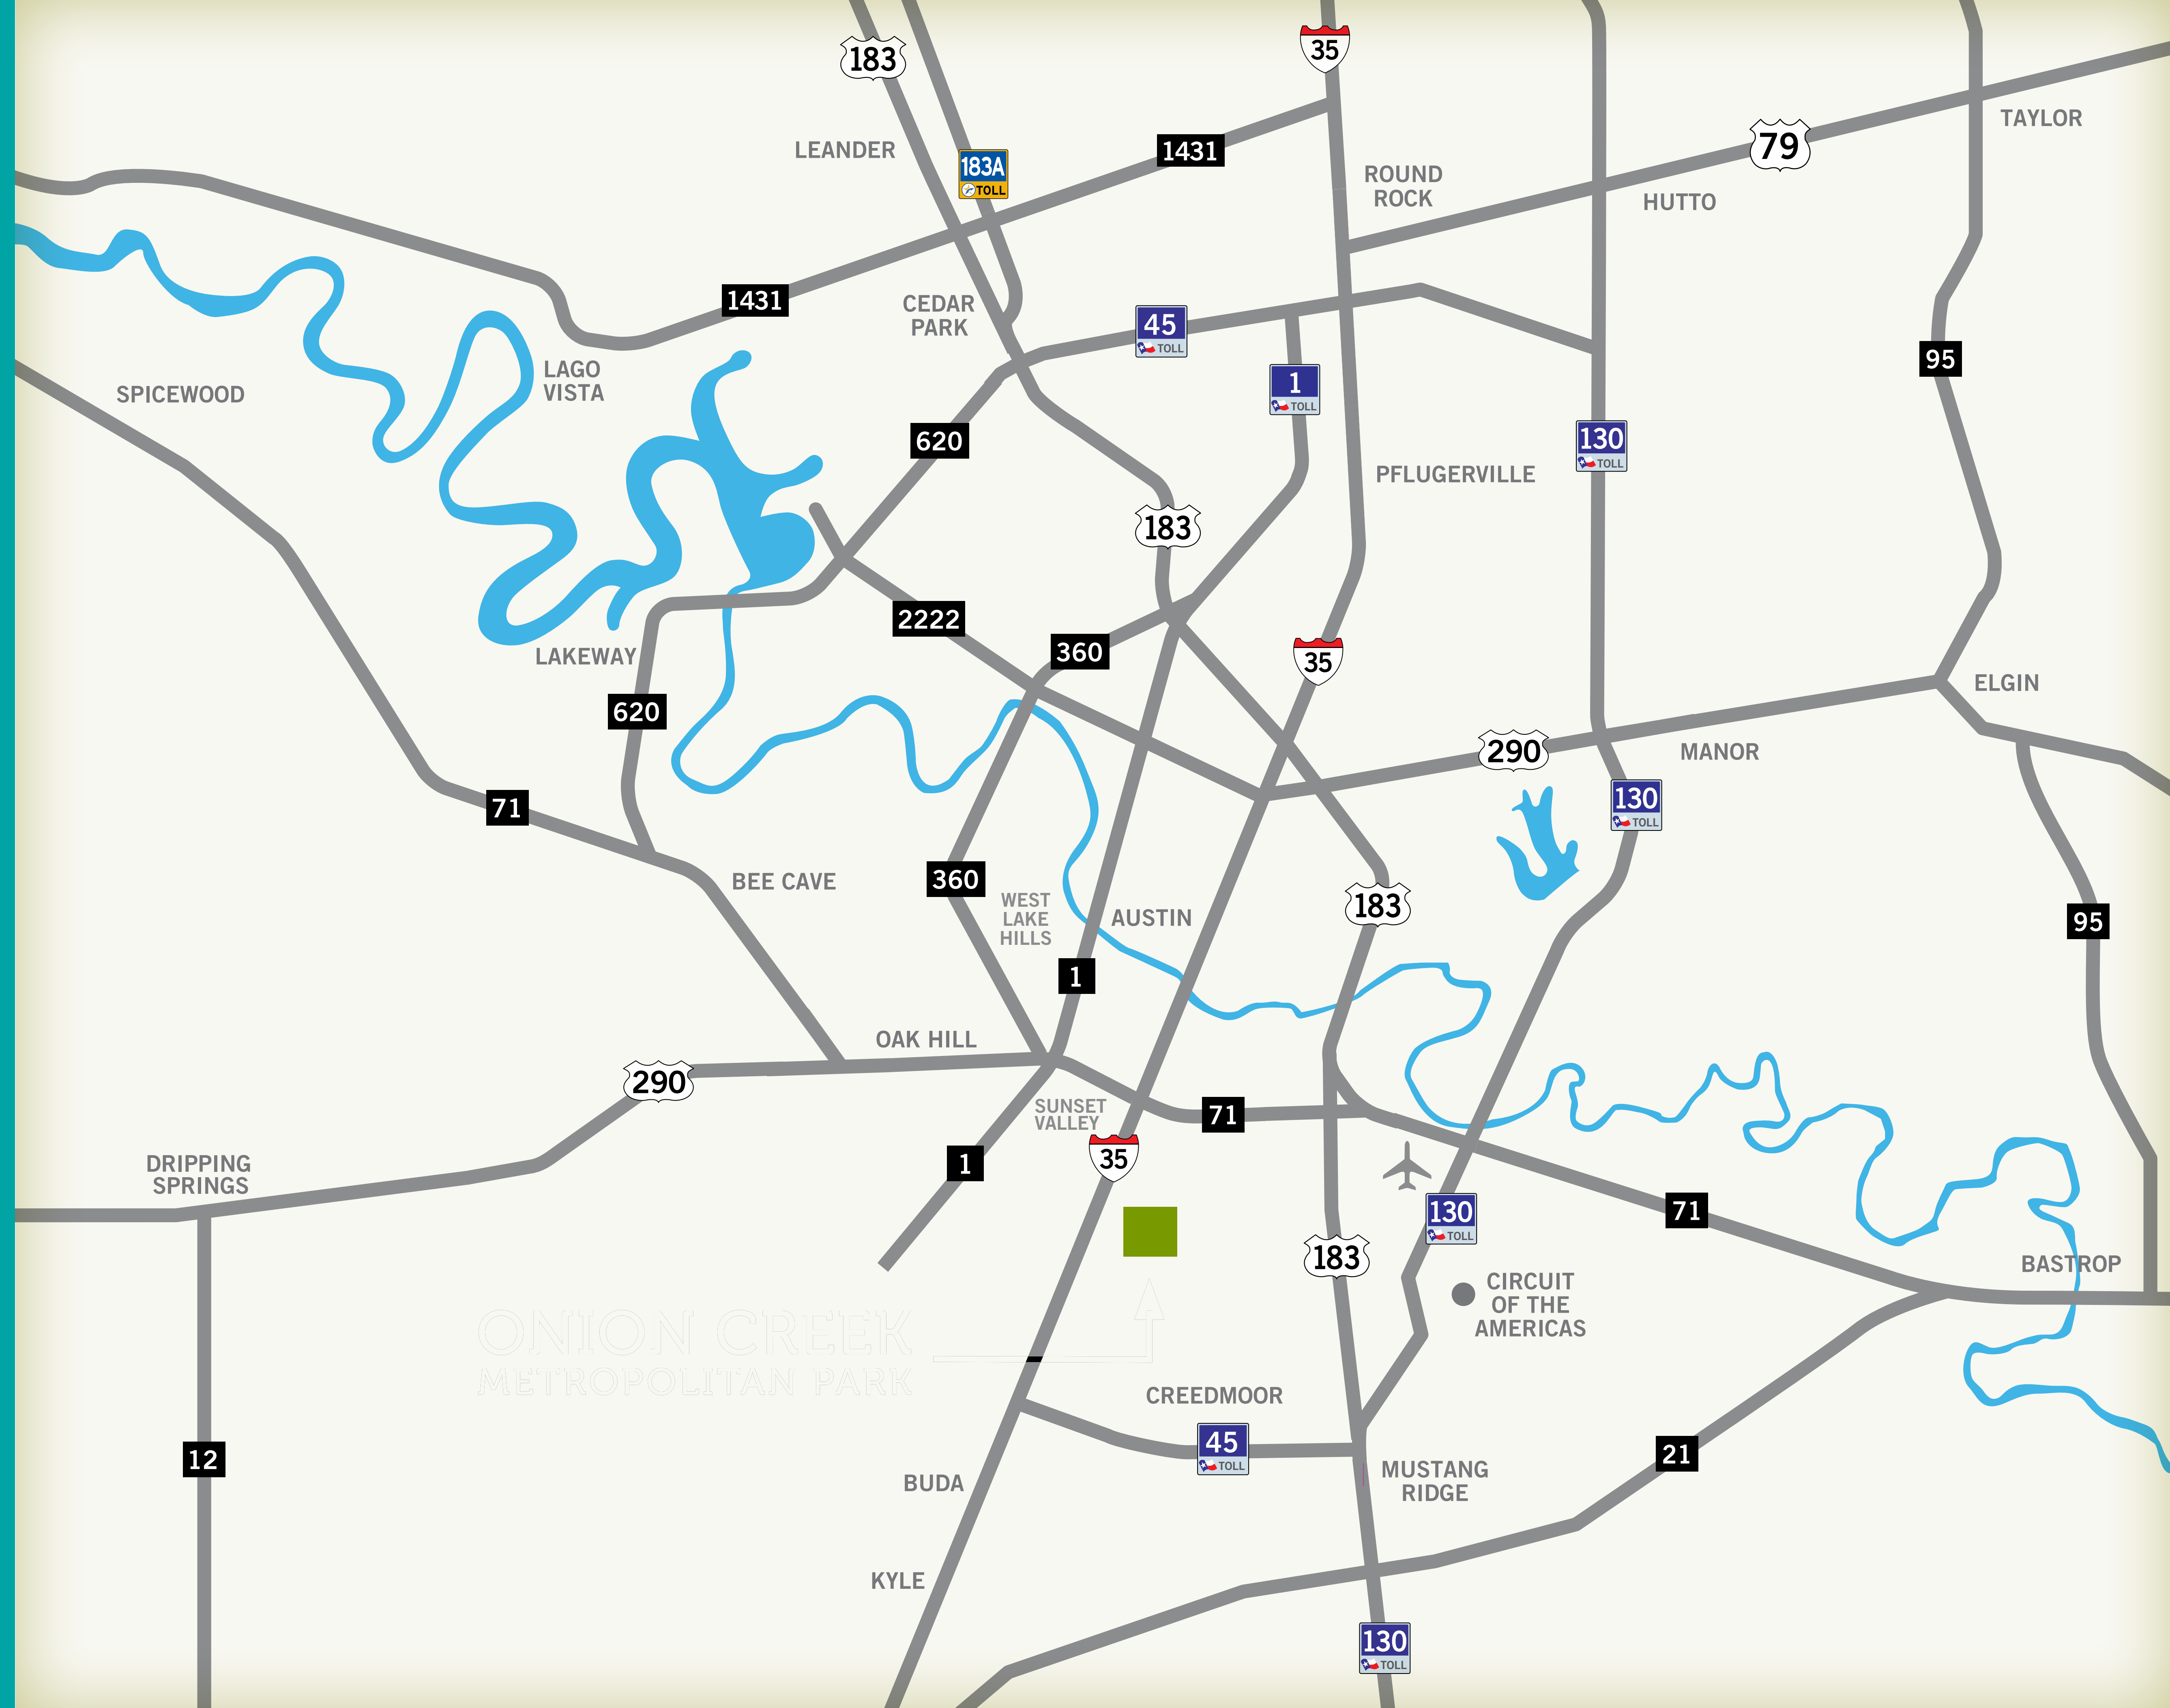 183
35
LEANDER
183A
TOLL
1431
79
TAYLOR
ROUND
ROCK
HUTTO
1431
CEDAR
PARK
45
TOLL
95
LAGO
VISTA
1
TOLL
SPICEWOOD
620
130
TOLL
PFLUGERVILLE
183
2222
360
35
LAKEWAY
620
ELGIN
290
MANOR
71
130
TOLL
BEE CAVE
360
WEST
LAKE
HILLS
AUSTIN
183
95
1
OAK HILL
290
SUNSET
VALLEY
71
35
1
DRIPPING
SPRINGS
130
TOLL
71
183
BASTROP
CIRCUIT
OF THE
AMERICAS
ONION CREEK
METROPOLITAN PARK
CREEDMOOR
45
TOLL
12
21
BUDA
MUSTANG
RIDGE
KYLE
130
TOLL